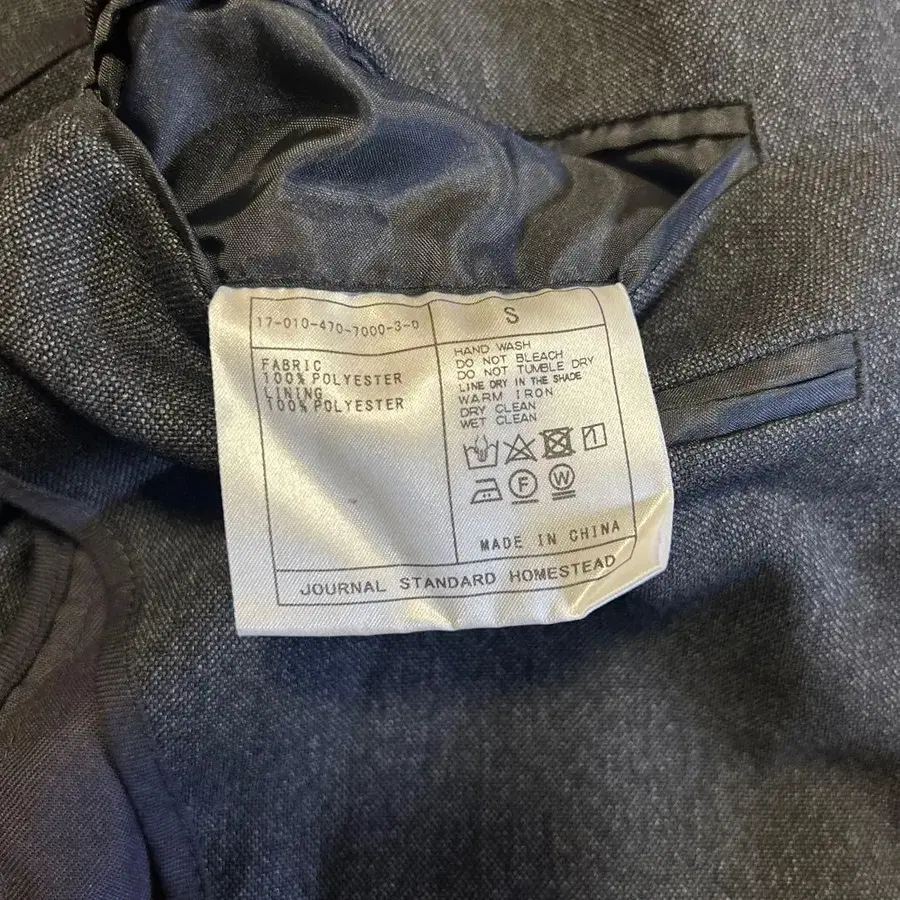 17-010-470-7000-3-0
S
FABRIC
100% POLYESTER
LINING
100% POLYESTER
HAND WASH
DO NOT BLEACH
DO NOT TUMBLE DRY
LINE DRY IN THE SHADE
WARM IRON
DRY CLEAN
WET CLEAN
F
W
MADE IN CHINA
JOURNAL STANDARD HOMESTEAD